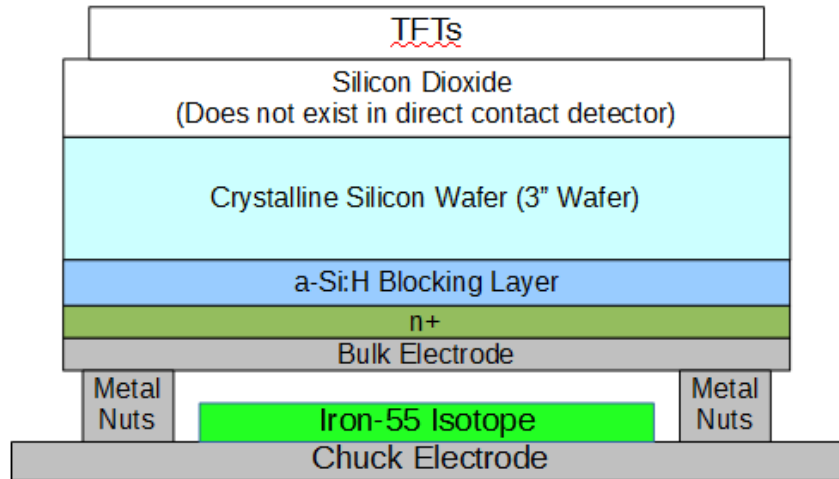 TFTs
Silicon Dioxide
(Does not exist in direct contact detector)
Crystalline Silicon Wafer (3” Wafer)
a-Si:H Blocking Layer
n+
Bulk Electrode
Metal
Nuts
Iron-55 Isotope
Metal
Nuts
Chuck Electrode